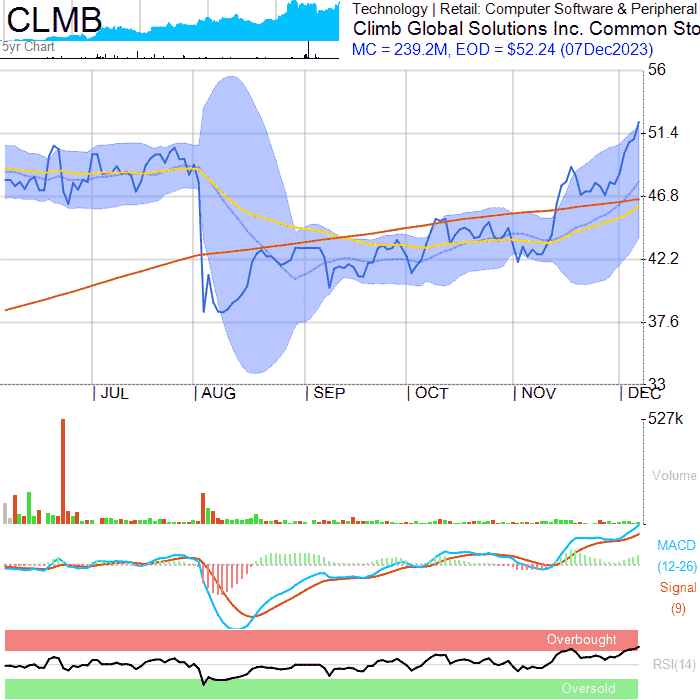 CLMB
5yr Chart
Technology | Retail: Computer Software & Peripheral
Climb Global Solutions Inc. Common Sto
MC = 239.2M, EOD = $52.24 (07Dec2023)
56
51.4
46.8
42.2
37.6
33
JUL AUG SEP OCT NOV DEC
527k
Volume
MACD
(12-26)
Signal
(9)
Overbought
RSI(14)
Oversold